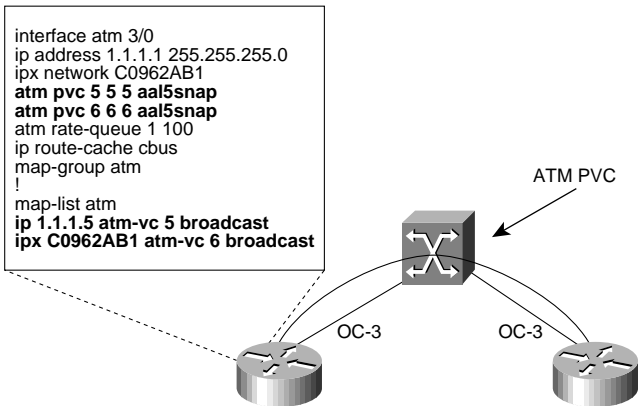 interface atm 3/0
ip address 1.1.1.1 255.255.255.0
ipx network C0962AB1
atm pvc 5 5 5 aal5snap
atm pvc 6 6 6 aal5snap
atm rate-queue 1 100
ip route-cache cbus
map-group atm
!
map-list atm
ip 1.1.1.5 atm-vc 5 broadcast
ipx C0962AB1 atm-vc 6 broadcast
ATM PVC
OC-3
OC-3